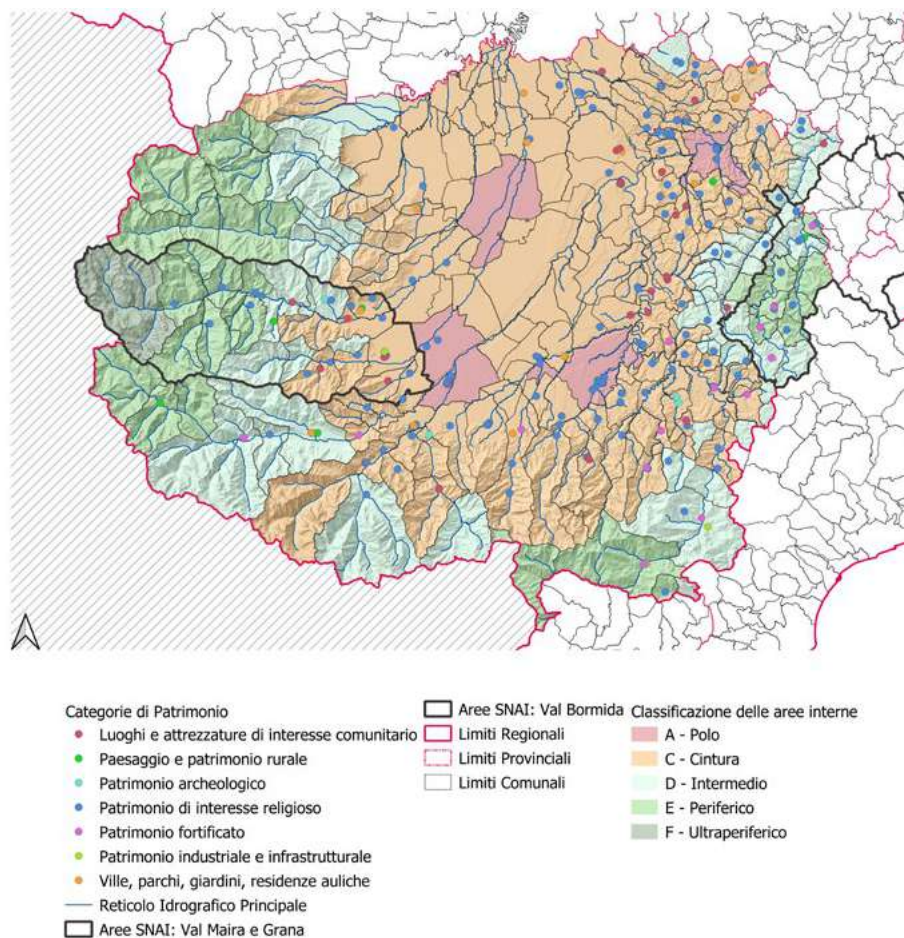 Categorie di Patrimonio
Luoghi e attrezzature di interesse comunitario
Paesaggio e patrimonio rurale
Patrimonio archeologico
Patrimonio di interesse religioso
Patrimonio fortificato
Patrimonio industriale e infrastrutturale
Ville, parchi, giardini, residenze auliche
Reticolo Idrografico Principale
Aree SNAI: Val Maira e Grana
Aree SNAI: Val Bormida
Limiti Regionali
Limiti Provinciali
Limiti Comunali
Classificazione delle aree interne
A - Polo
C - Cintura
D - Intermedio
E - Periferico
F - Ultraperiferico